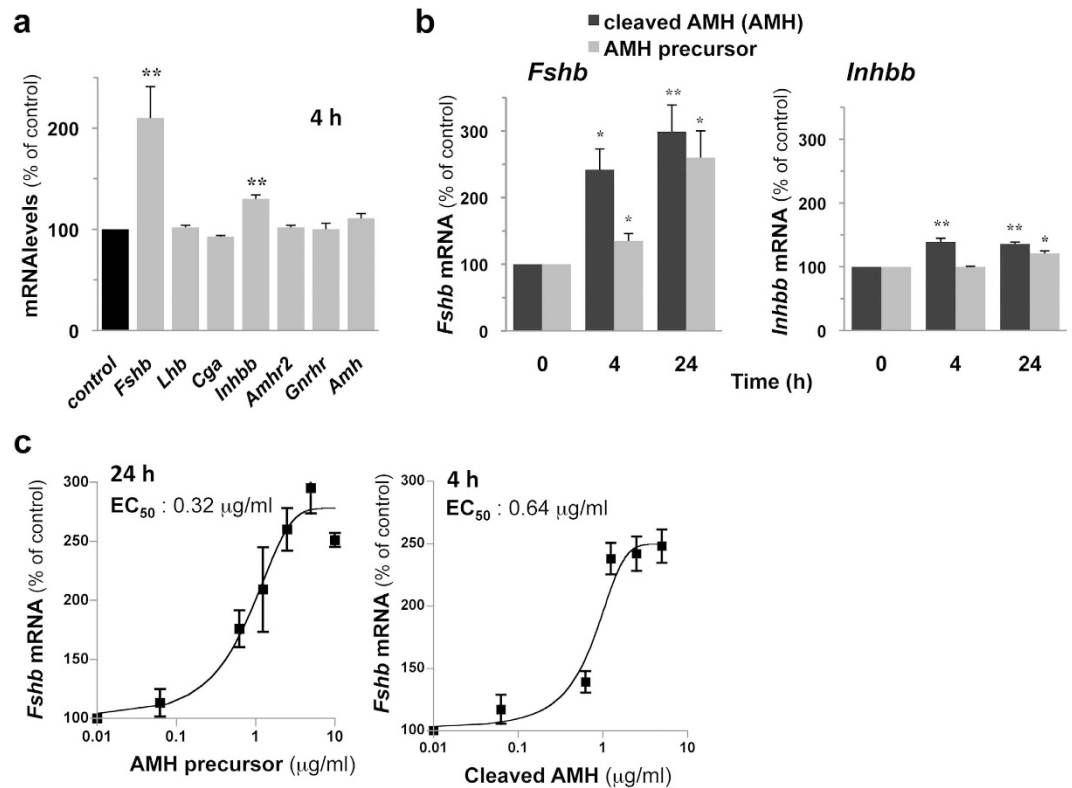 a
mRNAlevels (% of control)
200
100
0
**
**
4 h
control
Fshb
Lhb
Cga
Inhbb
Amhr2
Gnrhr
Amh
b
cleaved AMH (AMH)
AMH precursor
Fshb
Fshb mRNA (% of control)
300
200
100
0
*
*
**
*
0
4
24
Inhbb
Inhbb mRNA (% of control)
300
200
100
0
**
**
*
0
4
24
Time (h)
c
24 h
EC50 : 0.32 µg/ml
Fshb mRNA (% of control)
300
250
200
150
100
0.01
0.1
1
10
AMH precursor (µg/ml)
4 h
EC50 : 0.64 µg/ml
Fshb mRNA (% of control)
300
250
200
150
100
0.01
0.1
1
10
Cleaved AMH (µg/ml)